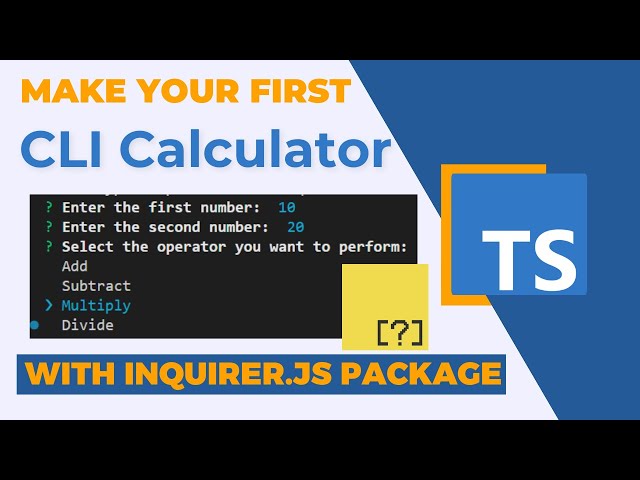 MAKE YOUR FIRST
CLI Calculator
? Enter the first number: 10
? Enter the second number: 20
? Select the operator you want to perform:
Add
Subtract
❯ Multiply
Divide
[?]
TS
WITH INQUIRER.JS PACKAGE